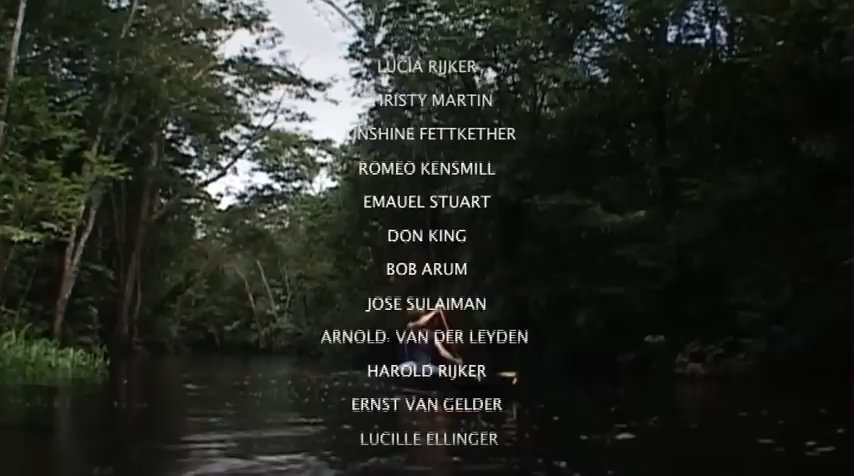 LUCIA RIJKER
RISTY MARTIN
NSHINE FETTKETHER
ROMEO KENSMILL
EMAUEL STUART
DON KING
BOB ARUM
JOSE SULAIMAN
ARNOLD: VAN DER LEYDEN
HAROLD RIJKER
ERNST VAN GELDER
LUCILLE ELLINGER